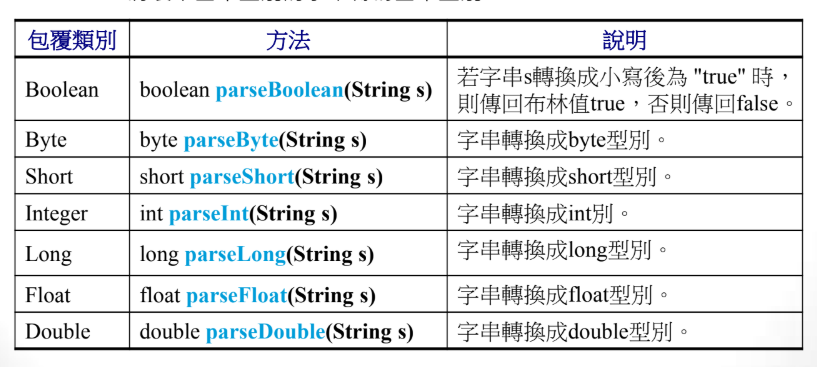 包覆類別 方法 說明
Boolean boolean parseBoolean(String s) 若字串s轉換成小寫後為 "true" 時，
則傳回布林值true，否則傳回false。
Byte byte parseByte(String s) 字串轉換成byte型別。
Short short parseShort(String s) 字串轉換成short型別。
Integer int parseInt(String s) 字串轉換成int別。
Long long parseLong(String s) 字串轉換成long型別。
Float float parseFloat(String s) 字串轉換成float型別。
Double double parseDouble(String s) 字串轉換成double型別。